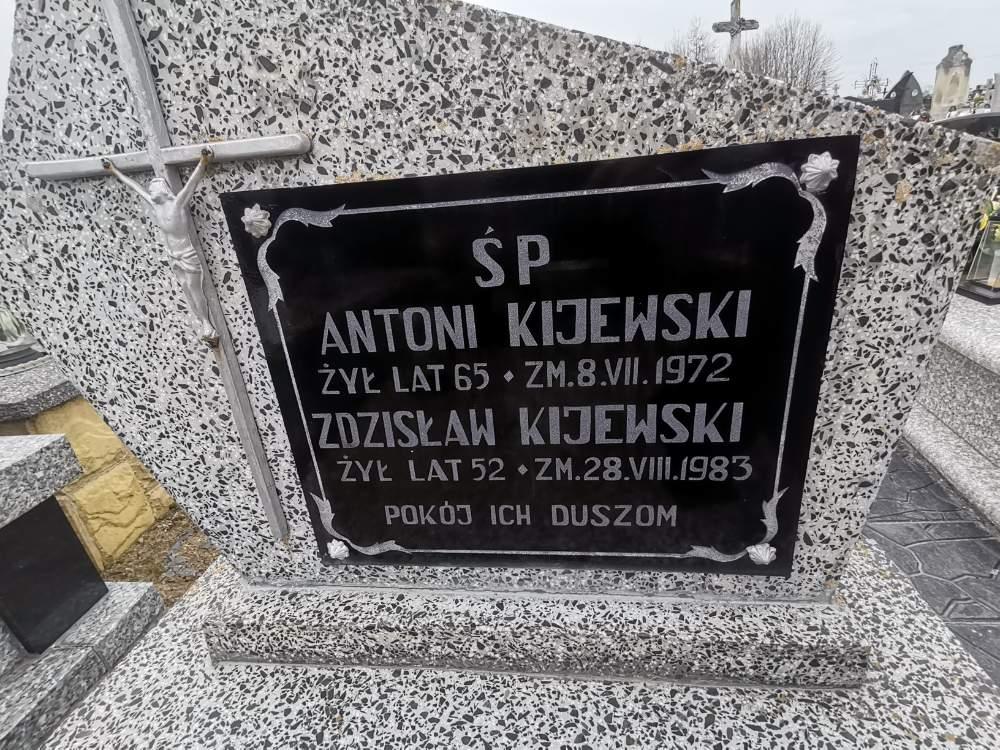 ŚP
ANTONI KIJEWSKI
ŻYŁ LAT 65 • ZM.8.VII.1972
ZDZISŁAW KIJEWSKI
ŻYŁ LAT 52 • ZM.28.VIII.1983
POKÓJ ICH DUSZOM